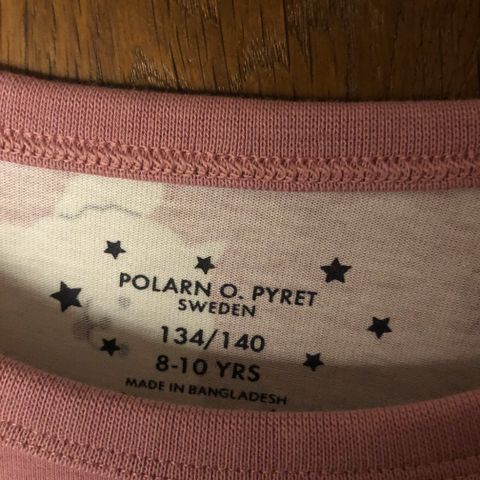 POLARN O. PYRET
SWEDEN
134/140
8-10 YRS
MADE IN BANGLADESH